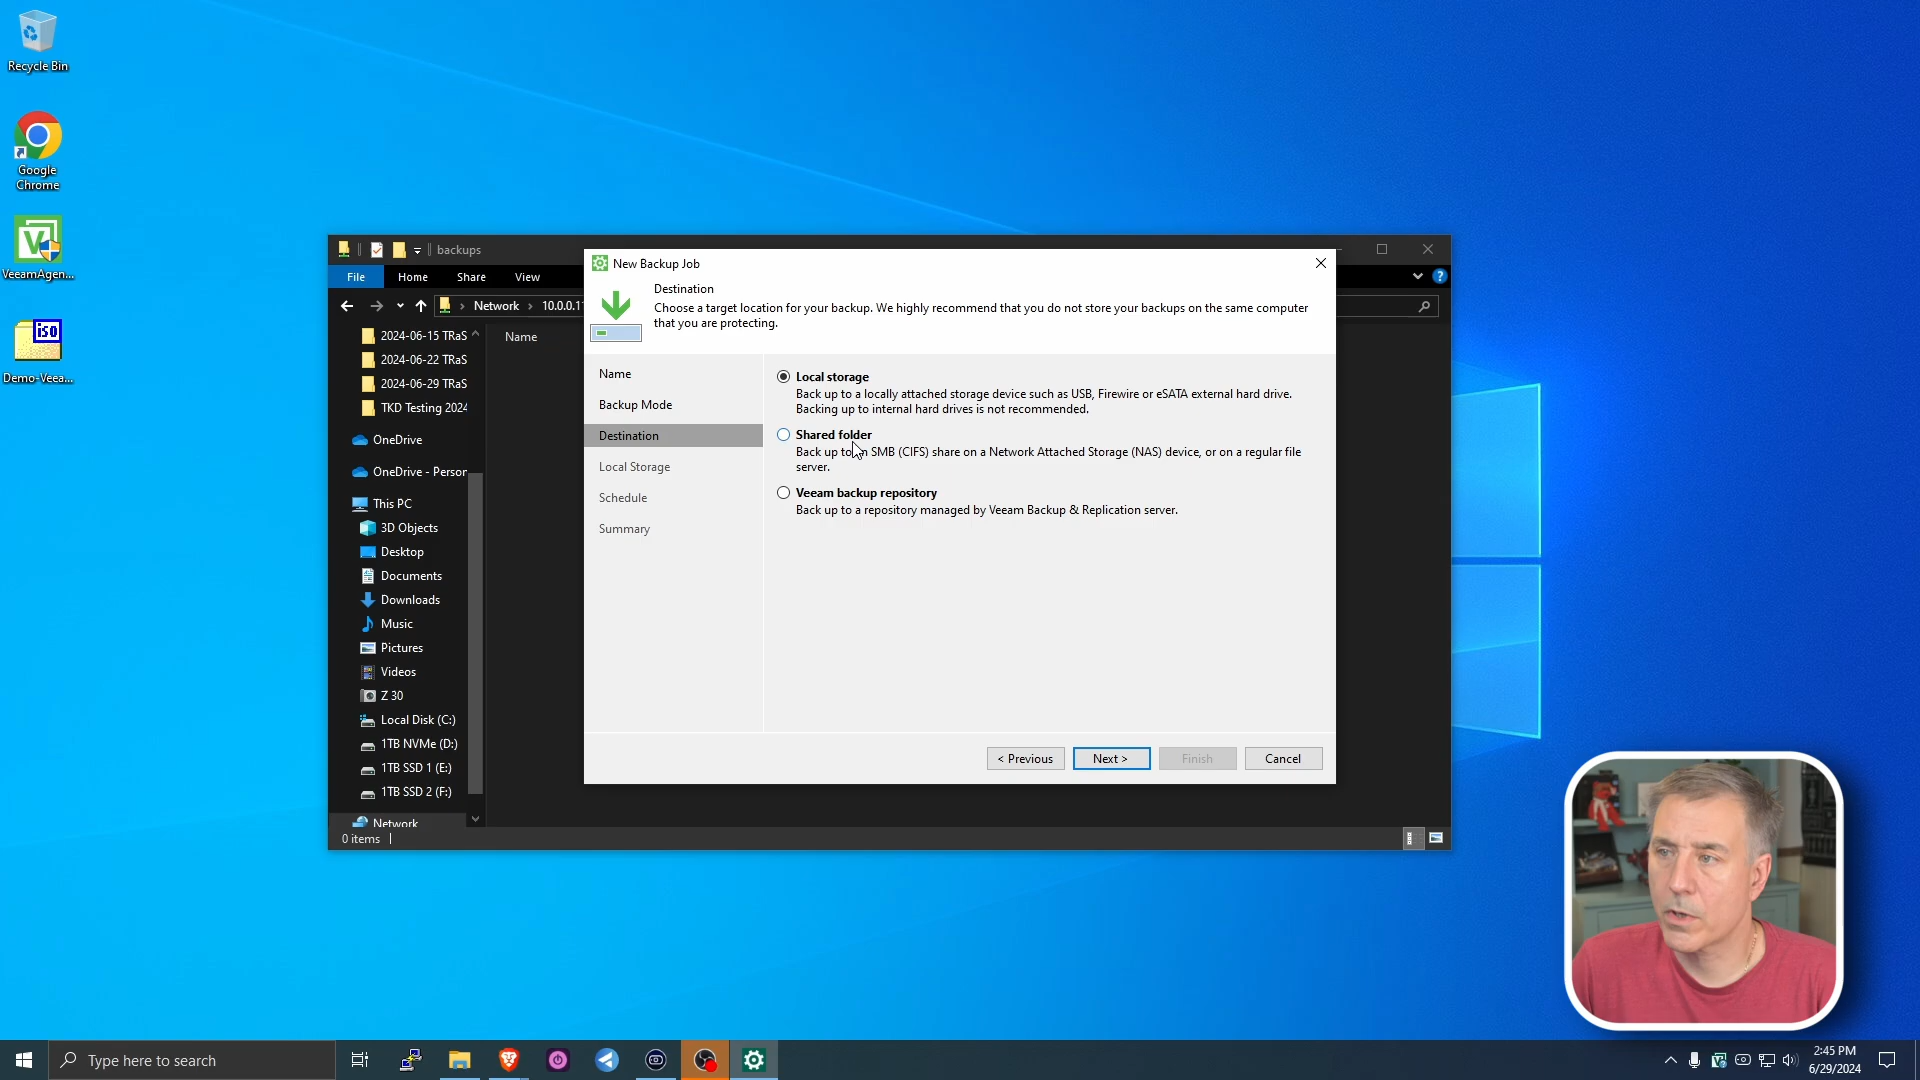 Recycle Bin
Google
Chrome
VeeamAgen...
iso
Demo-Veea...
backups
File
Home
Share
View
Network
10.0.0.1
2024-06-15 TRaS
2024-06-22 TRaS
2024-06-29 TRaS
TKD Testing 2024
OneDrive
OneDrive - Person
This PC
3D Objects
Desktop
Documents
Downloads
Music
Pictures
Videos
Z 30
Local Disk (C:)
1TB NVMe (D:)
1TB SSD 1 (E:)
1TB SSD 2 (F:)
Network
0 items
Name
New Backup Job
Destination
Choose a target location for your backup. We highly recommend that you do not store your backups on the same computer
that you are protecting.
Name
Backup Mode
Destination
Local Storage
Schedule
Summary
Local storage
Back up to a locally attached storage device such as USB, Firewire or eSATA external hard drive.
Backing up to internal hard drives is not recommended.
Shared folder
Back up to an SMB (CIFS) share on a Network Attached Storage (NAS) device, or on a regular file
server.
Veeam backup repository
Back up to a repository managed by Veeam Backup & Replication server.
< Previous
Next >
Finish
Cancel
Type here to search
2:45 PM
6/29/2024